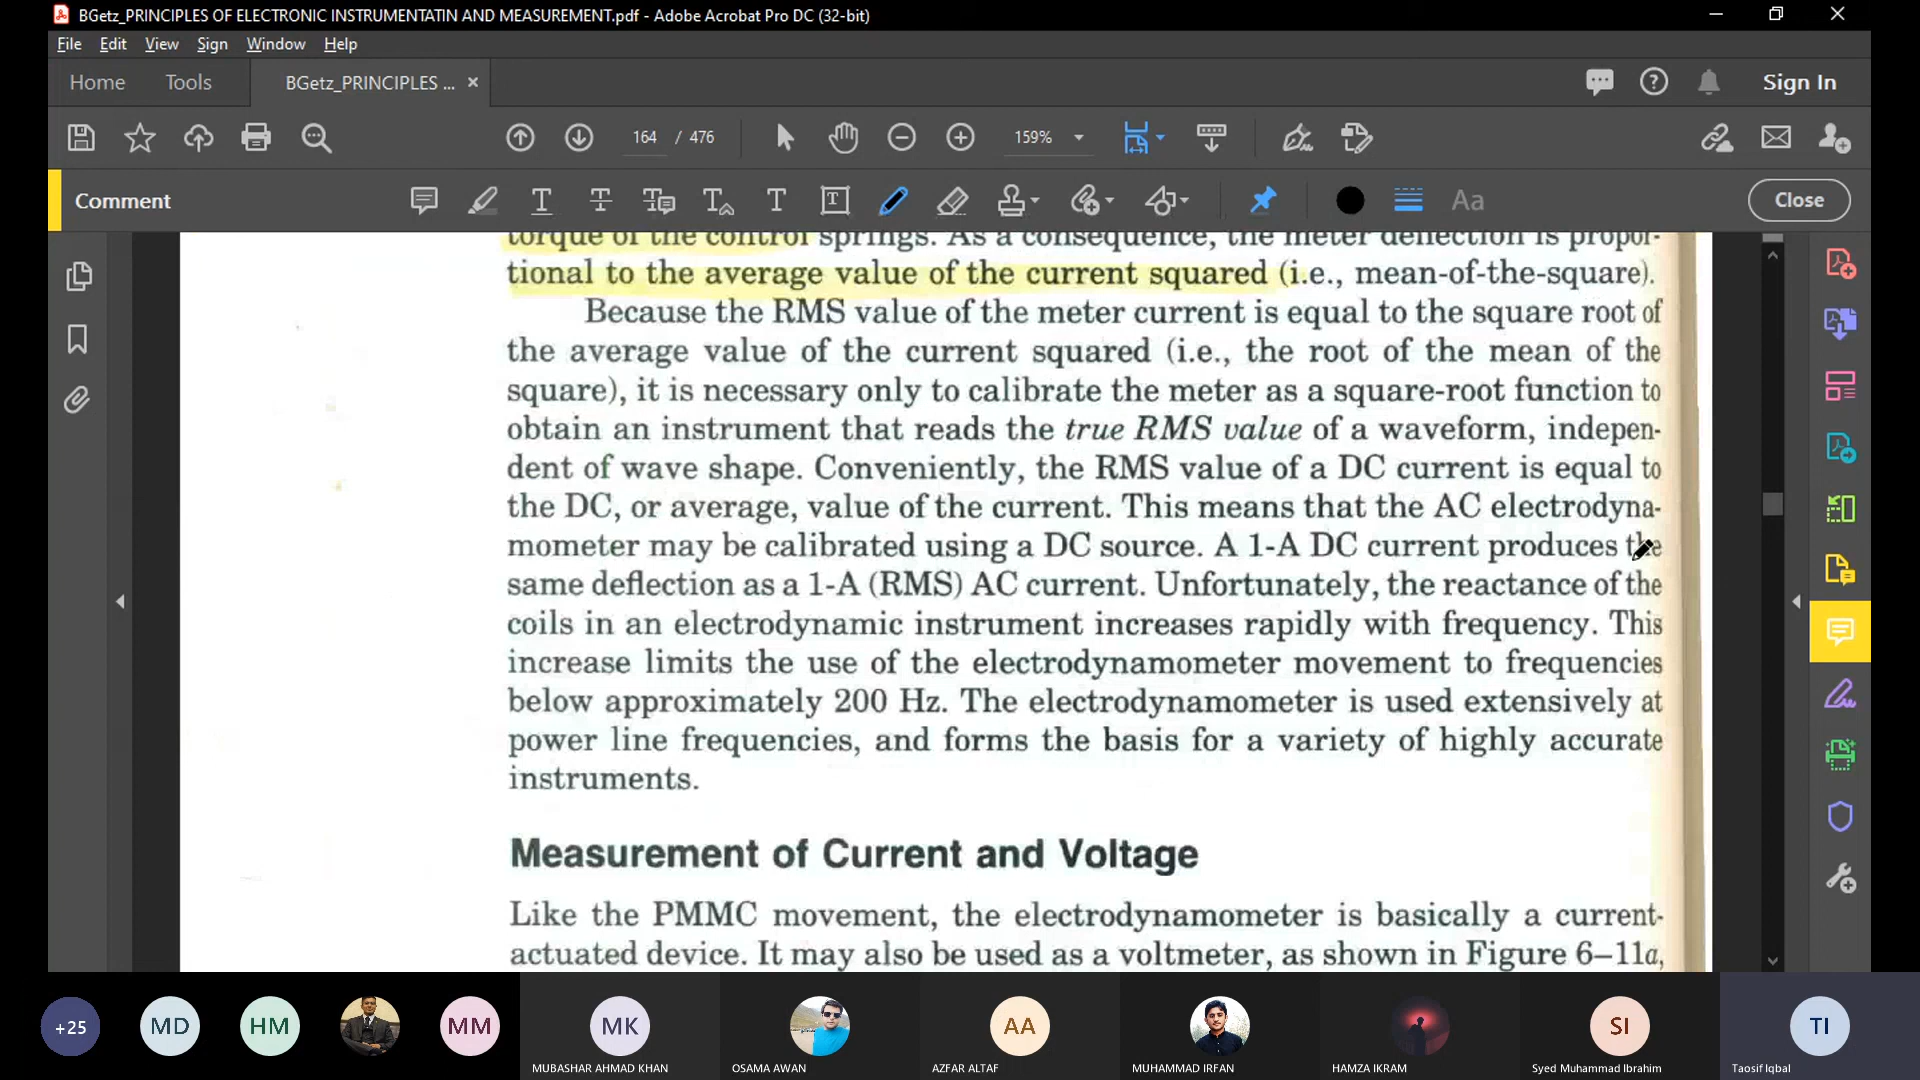 BGetz_PRINCIPLES OF ELECTRONIC INSTRUMENTATIN AND MEASUREMENT.pdf - Adobe Acrobat Pro DC (32-bit)
File Edit View Sign Window Help
Home Tools BGetz_PRINCIPLES ... × Sign In
164 / 476 159%
Comment Aa Close
torque of the control springs. As a consequence, the meter deflection is propor-
tional to the average value of the current squared (i.e., mean-of-the-square).
Because the RMS value of the meter current is equal to the square root of
the average value of the current squared (i.e., the root of the mean of the
square), it is necessary only to calibrate the meter as a square-root function to
obtain an instrument that reads the true RMS value of a waveform, indepen-
dent of wave shape. Conveniently, the RMS value of a DC current is equal to
the DC, or average, value of the current. This means that the AC electrodyna-
mometer may be calibrated using a DC source. A 1-A DC current produces the
same deflection as a 1-A (RMS) AC current. Unfortunately, the reactance of the
coils in an electrodynamic instrument increases rapidly with frequency. This
increase limits the use of the electrodynamometer movement to frequencies
below approximately 200 Hz. The electrodynamometer is used extensively at
power line frequencies, and forms the basis for a variety of highly accurate
instruments.
Measurement of Current and Voltage
Like the PMMC movement, the electrodynamometer is basically a current-
actuated device. It may also be used as a voltmeter, as shown in Figure 6–11a,
+25 MD HM MM MK AA SI TI
MUBASHAR AHMAD KHAN OSAMA AWAN AZFAR ALTAF MUHAMMAD IRFAN HAMZA IKRAM Syed Muhammad Ibrahim Taosif Iqbal